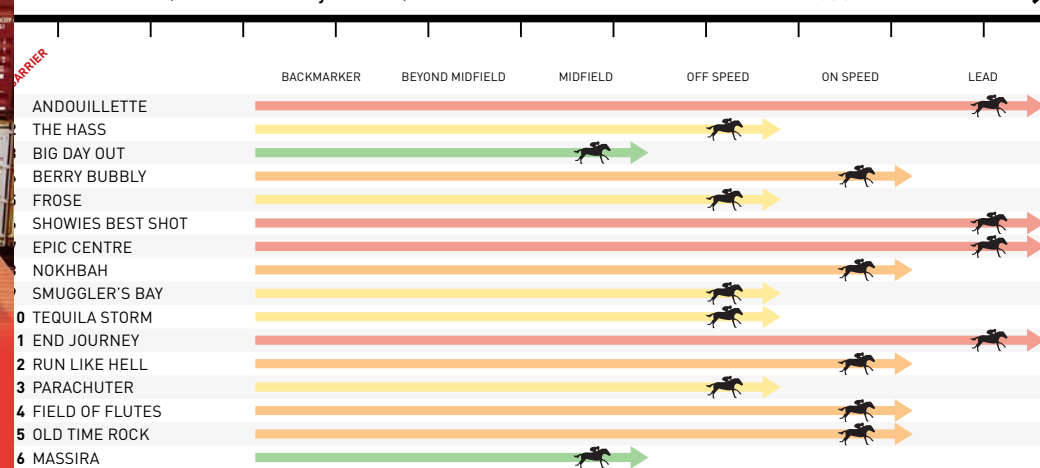 BACKMARKER BEYOND MIDFIELD MIDFIELD OFF SPEED ON SPEED LEAD
ANDOUILLETTE
THE HASS
BIG DAY OUT
BERRY BUBBLY
FROSE
SHOWIES BEST SHOT
EPIC CENTRE
NOKHBAH
SMUGGLER'S BAY
0 TEQUILA STORM
1 END JOURNEY
2 RUN LIKE HELL
3 PARACHUTER
4 FIELD OF FLUTES
5 OLD TIME ROCK
6 MASSIRA